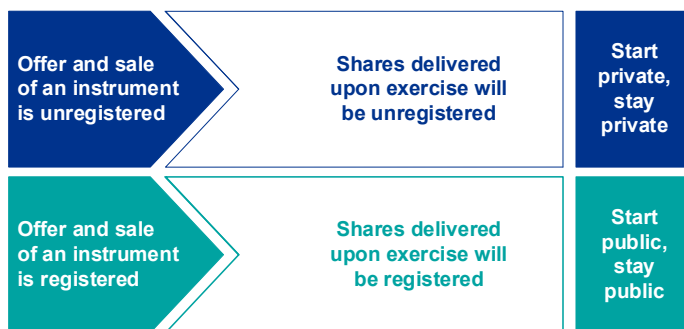 Offer and sale
of an instrument
is unregistered
Shares delivered
upon exercise will
be unregistered
Start
private,
stay
private
Offer and sale
of an instrument
is registered
Shares delivered
upon exercise will
be registered
Start
public,
stay
public